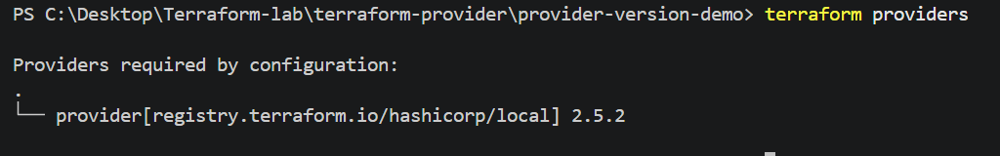 PS C:\Desktop\Terraform-lab\terraform-provider\provider-version-demo> terraform providers
Providers required by configuration:
.
└── provider[registry.terraform.io/hashicorp/local] 2.5.2